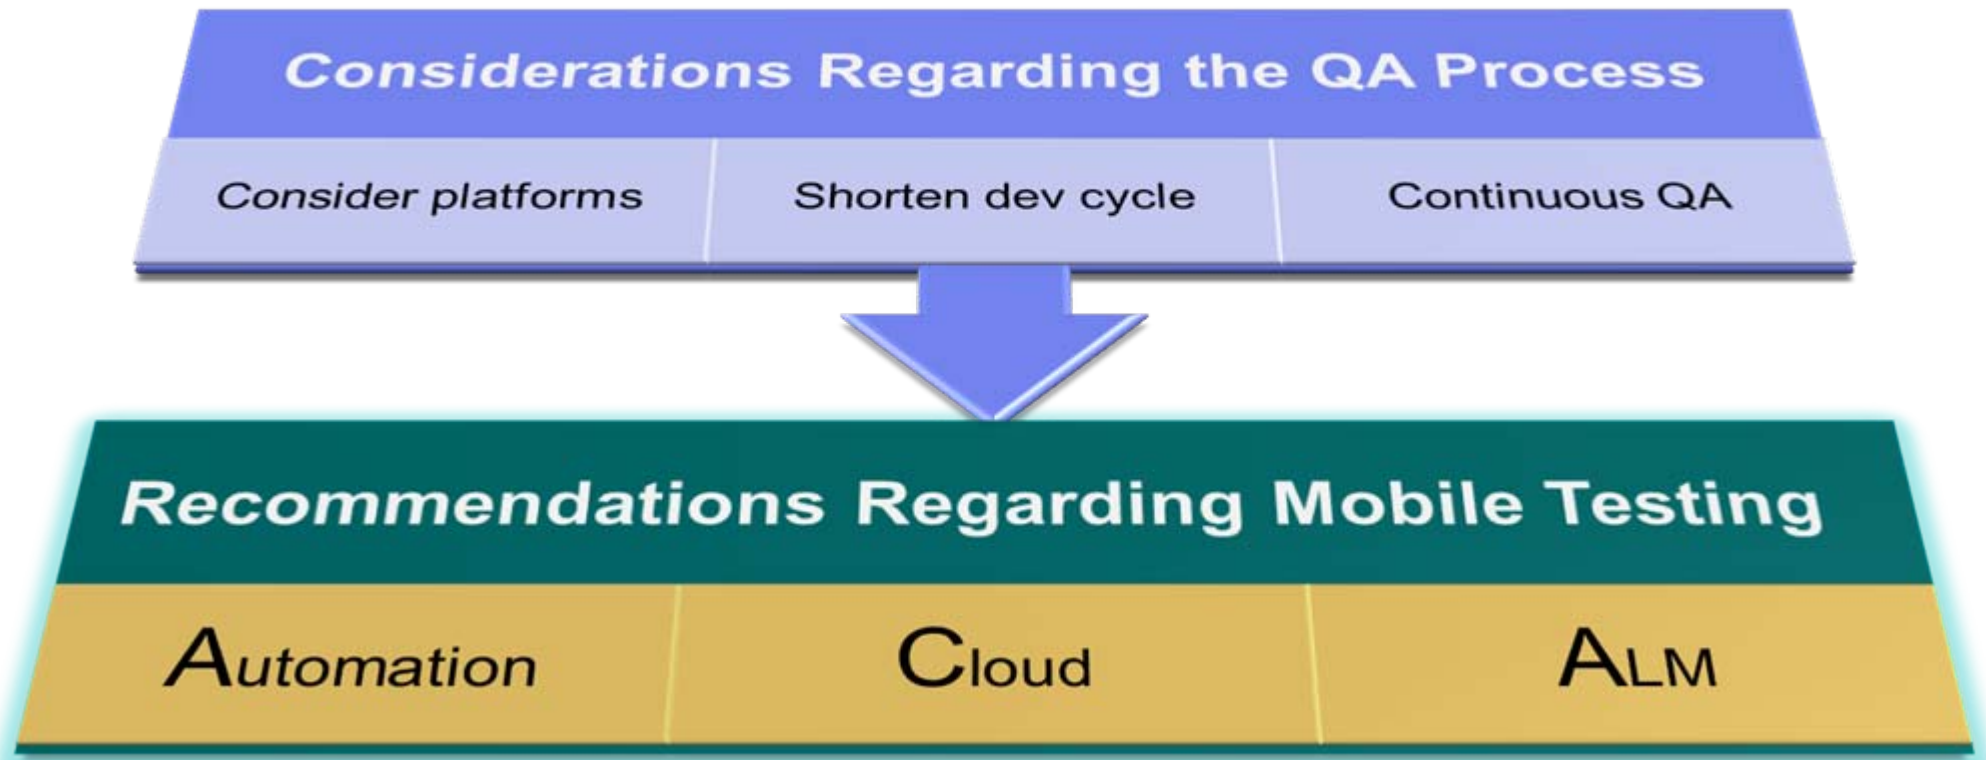 Considerations Regarding the QA Process
Consider platforms
Shorten dev cycle
Continuous QA
Recommendations Regarding Mobile Testing
Automation
Cloud
ALM